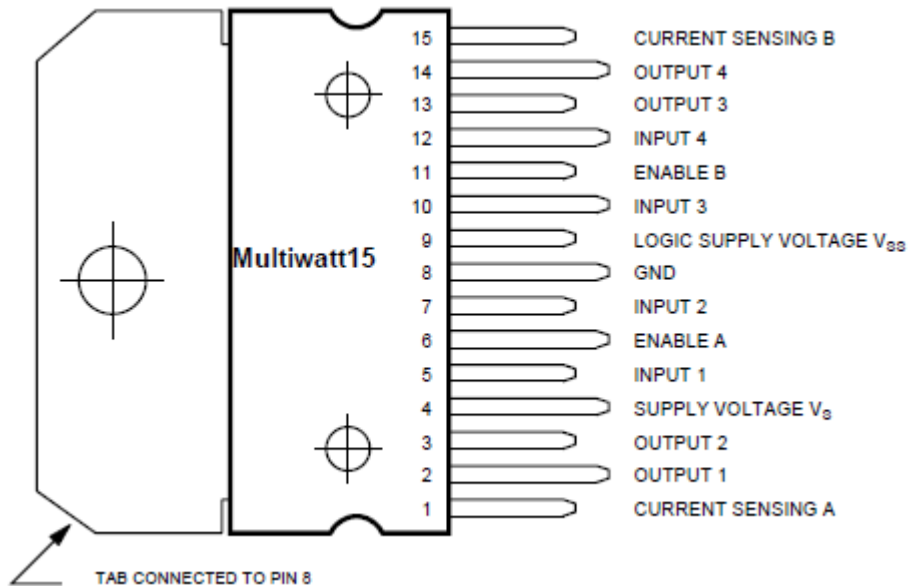 15 CURRENT SENSING B
14 OUTPUT 4
13 OUTPUT 3
12 INPUT 4
11 ENABLE B
10 INPUT 3
9 LOGIC SUPPLY VOLTAGE VSS
Multiwatt15
8 GND
7 INPUT 2
6 ENABLE A
5 INPUT 1
4 SUPPLY VOLTAGE VS
3 OUTPUT 2
2 OUTPUT 1
1 CURRENT SENSING A
TAB CONNECTED TO PIN 8